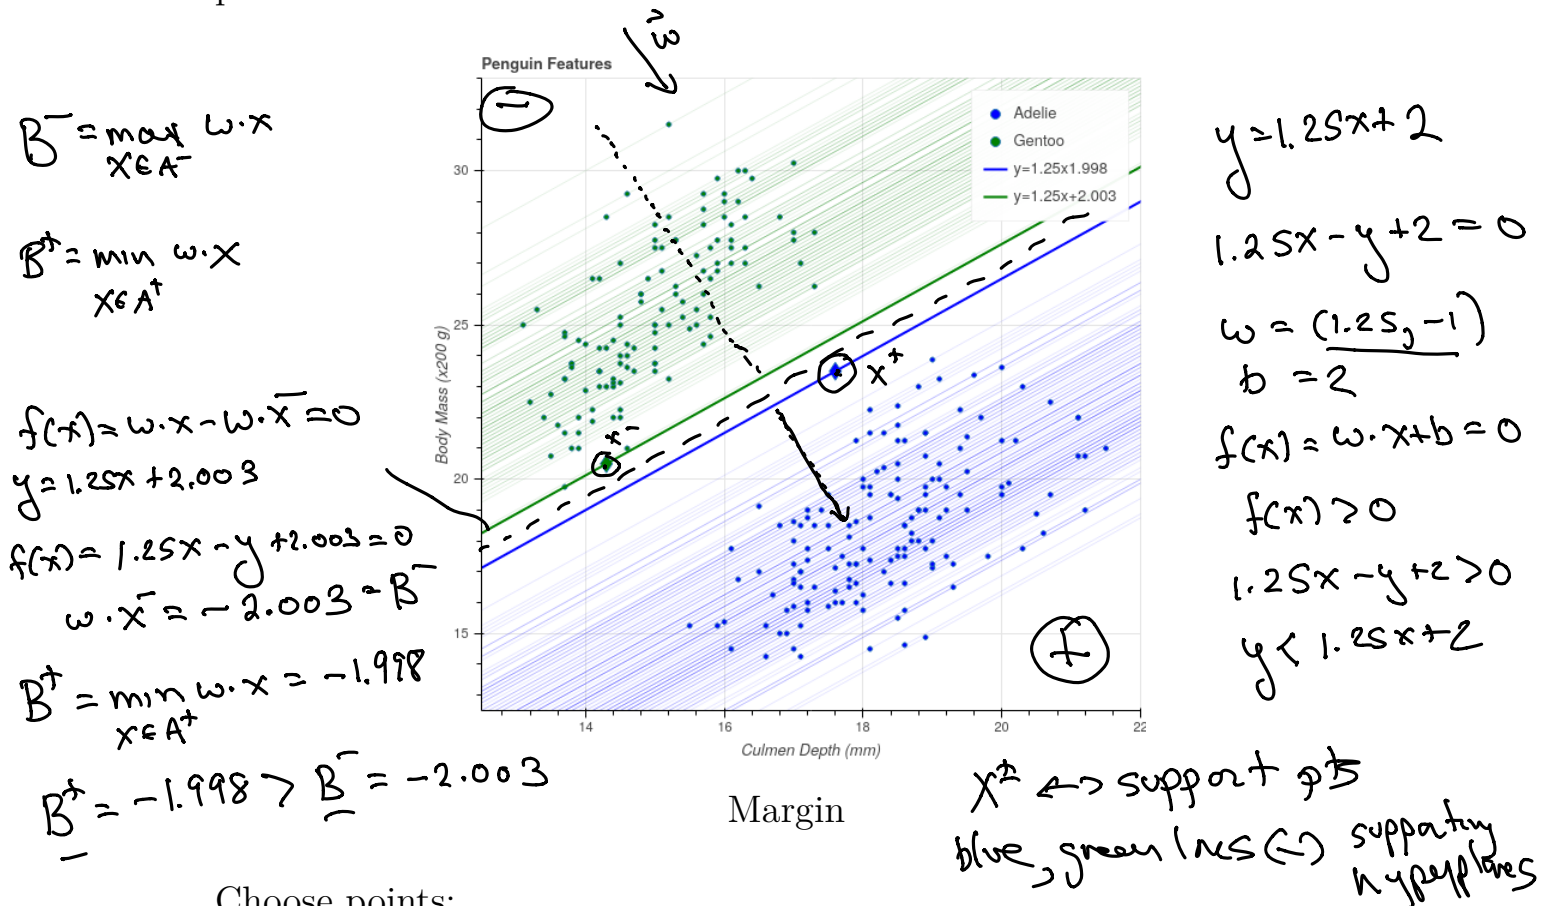 ω
Penguin Features
Adelie
Gentoo
y=1.25x1.998
y=1.25x+2.003
30
25
20
15
Body Mass (x200 g)
14
16
18
20
22
Culmen Depth (mm)
−
+
x⁻
x⁺
B⁻ = max ω·x
x∈A⁻
B⁺ = min ω·x
x∈A⁺
f(x) = ω·x − ω·x⁻ = 0
y = 1.25x + 2.003
f(x) = 1.25x − y + 2.003 = 0
ω·x⁻ = −2.003 = B⁻
B⁺ = min ω·x = −1.998
x∈A⁺
B⁺ = −1.998 > B⁻ = −2.003
y = 1.25x + 2
1.25x − y + 2 = 0
ω = (1.25, −1)
b = 2
f(x) = ω·x + b = 0
f(x) > 0
1.25x − y + 2 > 0
y < 1.25x + 2
Margin
x± ↔ support pts
blue, green lines ↔ supporting
hyperplanes
Choose points: